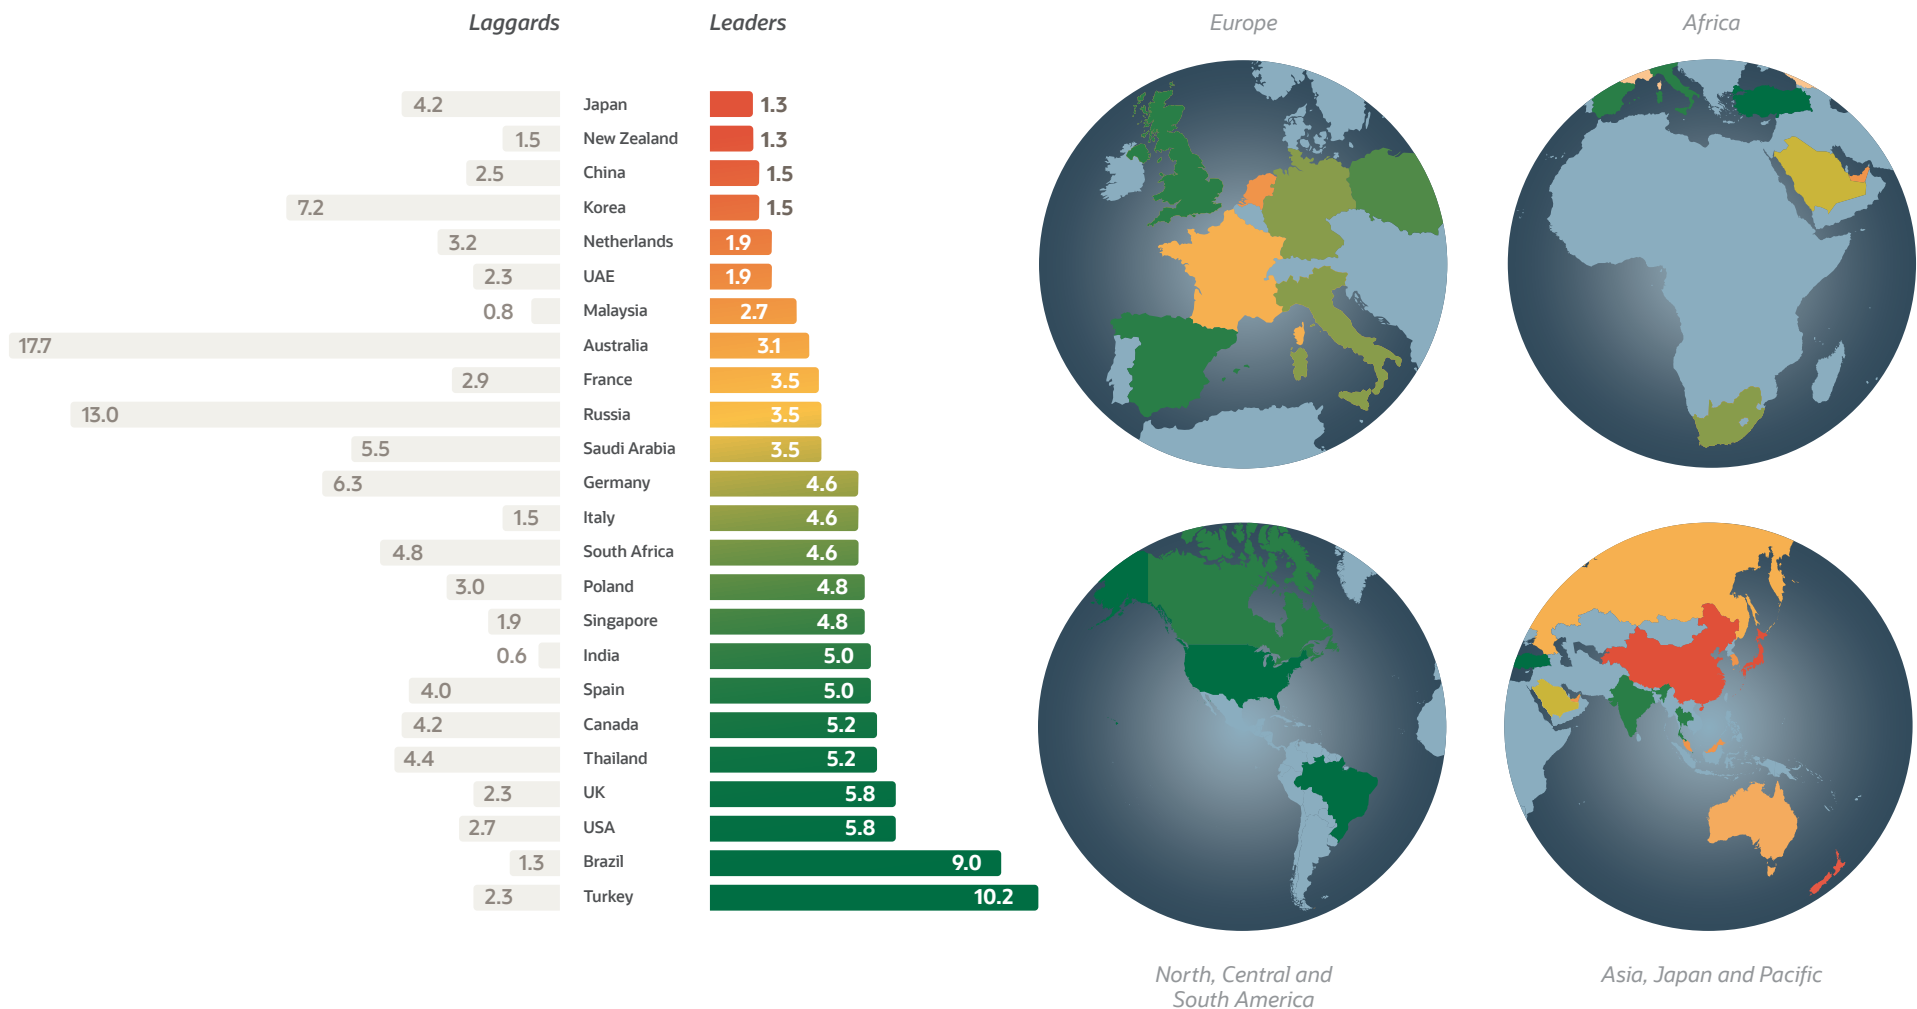 Laggards Leaders Europe Africa
4.2 Japan 1.3
1.5 New Zealand 1.3
2.5 China 1.5
7.2 Korea 1.5
3.2 Netherlands 1.9
2.3 UAE 1.9
0.8 Malaysia 2.7
17.7 Australia 3.1
2.9 France 3.5
13.0 Russia 3.5
5.5 Saudi Arabia 3.5
6.3 Germany 4.6
1.5 Italy 4.6
4.8 South Africa 4.6
3.0 Poland 4.8
1.9 Singapore 4.8
0.6 India 5.0
4.0 Spain 5.0
4.2 Canada 5.2
4.4 Thailand 5.2
2.3 UK 5.8
2.7 USA 5.8
1.3 Brazil 9.0
2.3 Turkey 10.2
North, Central and
South America
Asia, Japan and Pacific